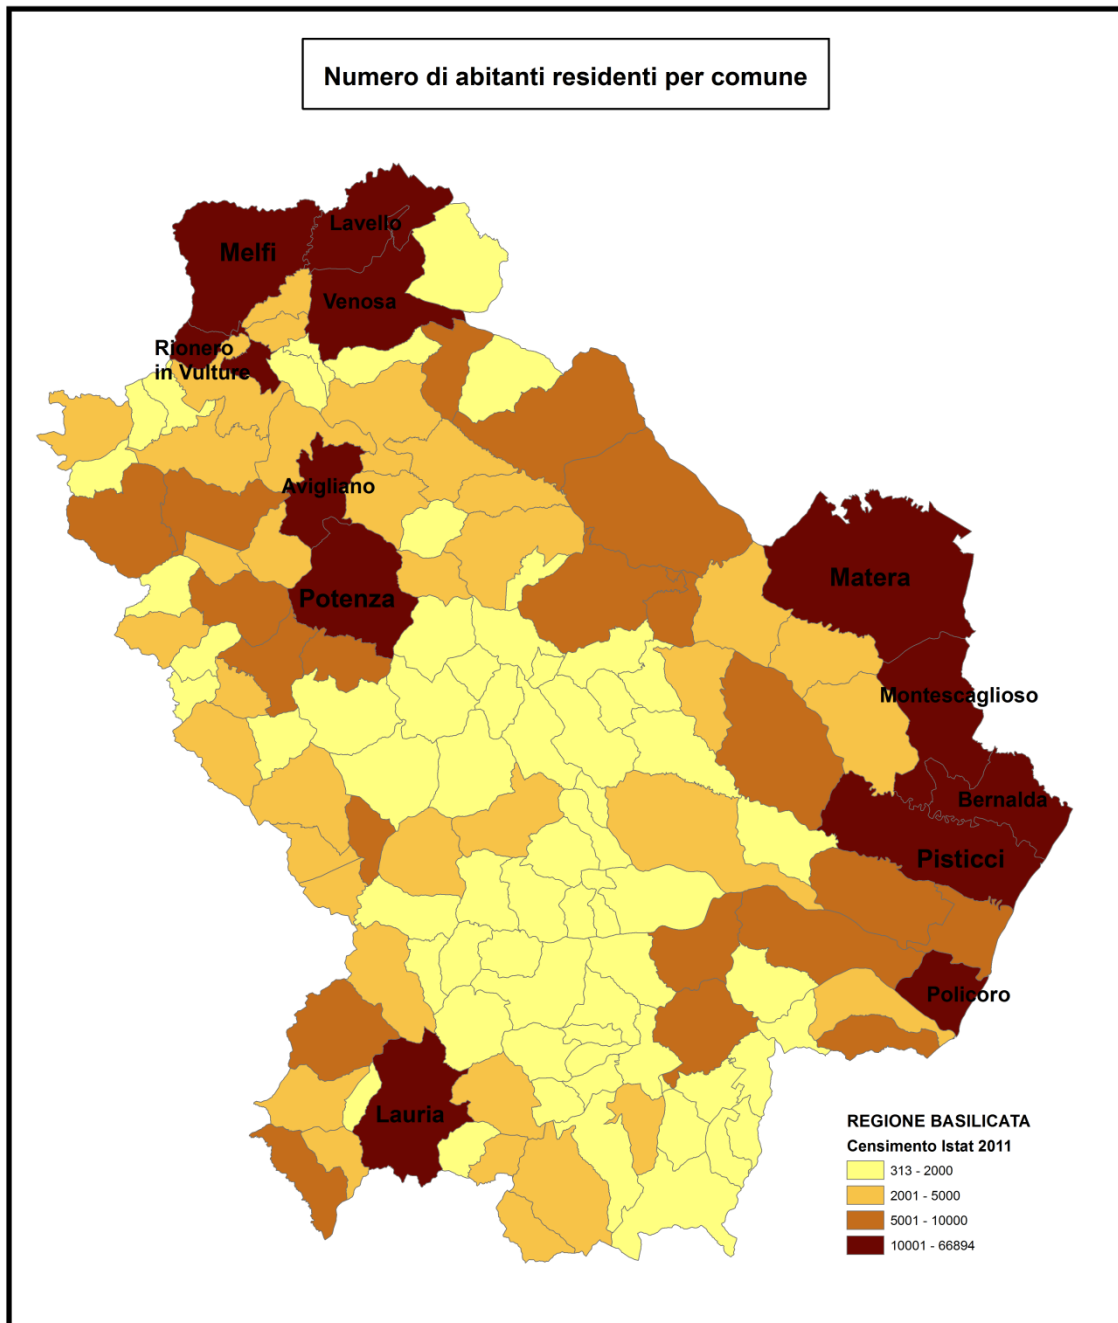 Numero di abitanti residenti per comune
Lavello
Melfi
Venosa
Rionero
in Vulture
Avigliano
Matera
Potenza
Montescaglioso
Bernalda
Pisticci
Policoro
Lauria
REGIONE BASILICATA
Censimento Istat 2011
313 - 2000
2001 - 5000
5001 - 10000
10001 - 66894